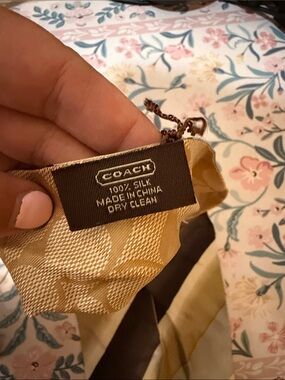 COACH
100% SILK
MADE IN CHINA
DRY CLEAN